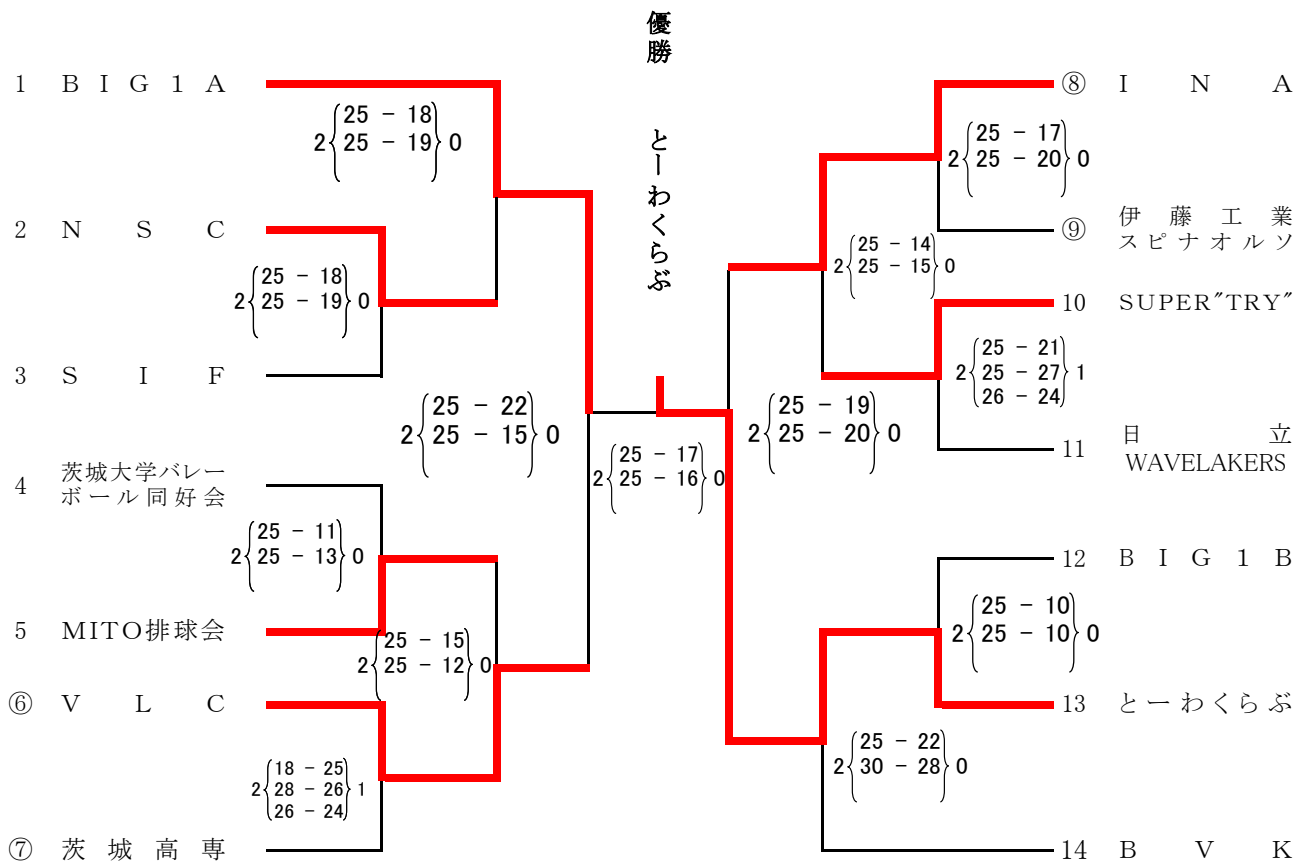 優勝 とーわくらぶ
1 BIG1A
2{25 - 18
25 - 19}0
2 NSC
2{25 - 18
25 - 19}0
3 SIF
2{25 - 22
25 - 15}0
4 茨城大学バレー
ボール同好会
2{25 - 11
25 - 13}0
5 MITO排球会
2{25 - 15
25 - 12}0
⑥ VLC
2{18 - 25
28 - 26
26 - 24}1
⑦ 茨城高専
2{25 - 17
25 - 16}0
⑧ INA
2{25 - 17
25 - 20}0
⑨ 伊藤工業
スピナオルソ
2{25 - 14
25 - 15}0
10 SUPER"TRY"
2{25 - 21
25 - 27
26 - 24}1
11 日立
WAVELAKERS
2{25 - 19
25 - 20}0
12 BIG1B
2{25 - 10
25 - 10}0
13 とーわくらぶ
2{25 - 22
30 - 28}0
14 BVK